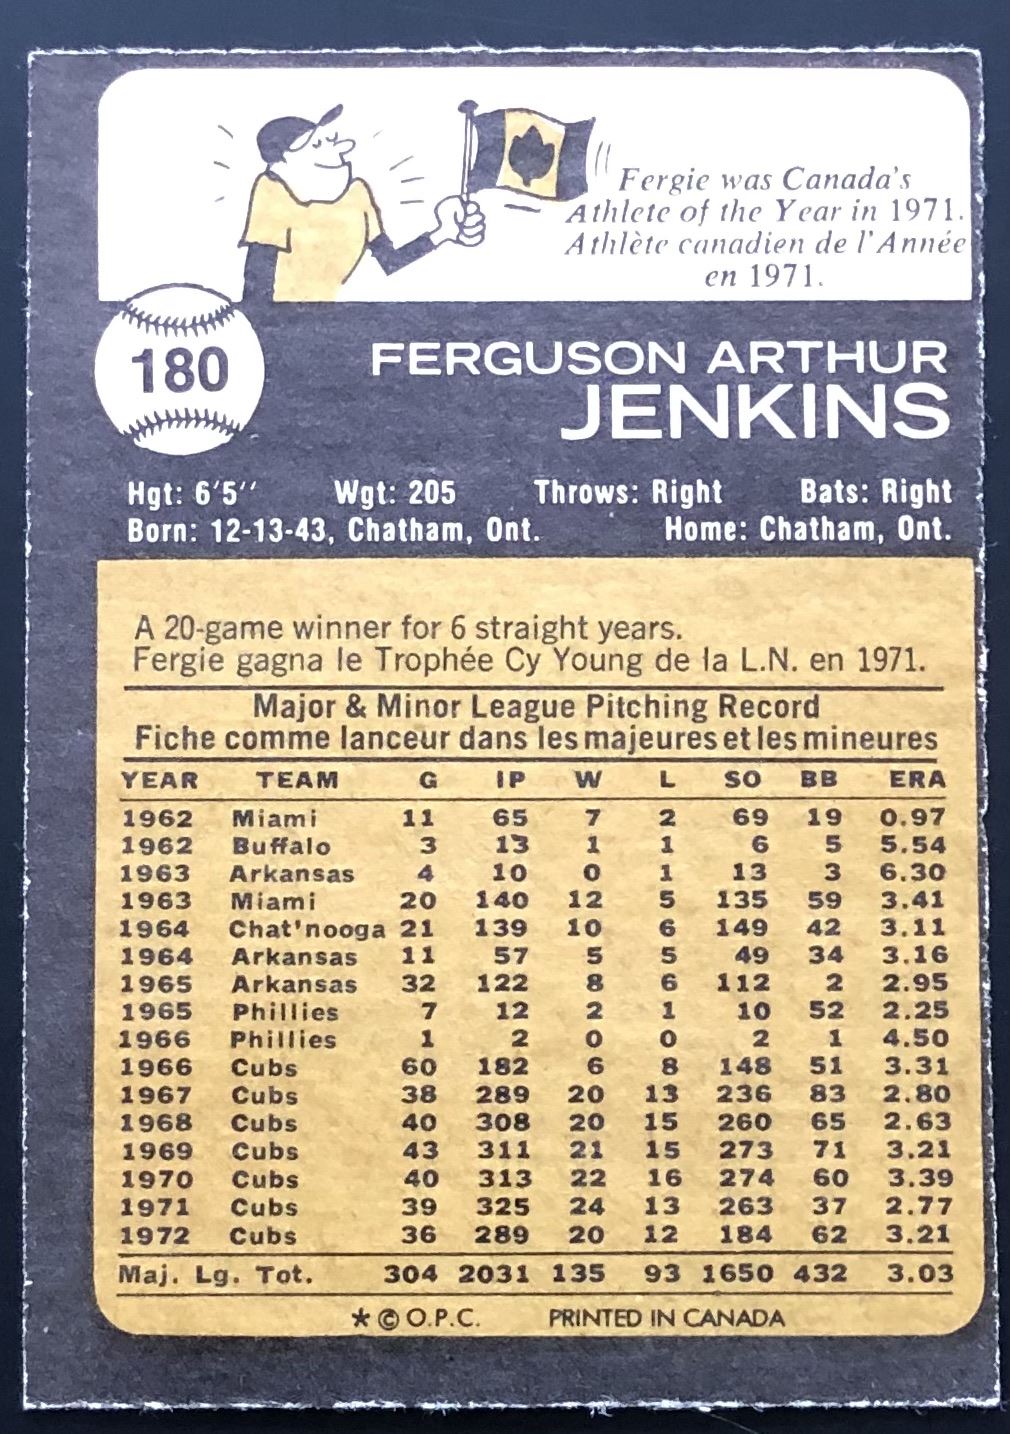 Fergie was Canada's
Athlete of the Year in 1971.
Athlète canadien de l'Année
en 1971.
180
FERGUSON ARTHUR
JENKINS
Hgt: 6'5'' Wgt: 205 Throws: Right Bats: Right
Born: 12-13-43, Chatham, Ont. Home: Chatham, Ont.
A 20-game winner for 6 straight years.
Fergie gagna le Trophée Cy Young de la L.N. en 1971.
Major & Minor League Pitching Record
Fiche comme lanceur dans les majeures et les mineures
YEAR TEAM G IP W L SO BB ERA
1962 Miami 11 65 7 2 69 19 0.97
1962 Buffalo 3 13 1 1 6 5 5.54
1963 Arkansas 4 10 0 1 13 3 6.30
1963 Miami 20 140 12 5 135 59 3.41
1964 Chat'nooga 21 139 10 6 149 42 3.11
1964 Arkansas 11 57 5 5 49 34 3.16
1965 Arkansas 32 122 8 6 112 2 2.95
1965 Phillies 7 12 2 1 10 52 2.25
1966 Phillies 1 2 0 0 2 1 4.50
1966 Cubs 60 182 6 8 148 51 3.31
1967 Cubs 38 289 20 13 236 83 2.80
1968 Cubs 40 308 20 15 260 65 2.63
1969 Cubs 43 311 21 15 273 71 3.21
1970 Cubs 40 313 22 16 274 60 3.39
1971 Cubs 39 325 24 13 263 37 2.77
1972 Cubs 36 289 20 12 184 62 3.21
Maj. Lg. Tot. 304 2031 135 93 1650 432 3.03
* © O.P.C. PRINTED IN CANADA